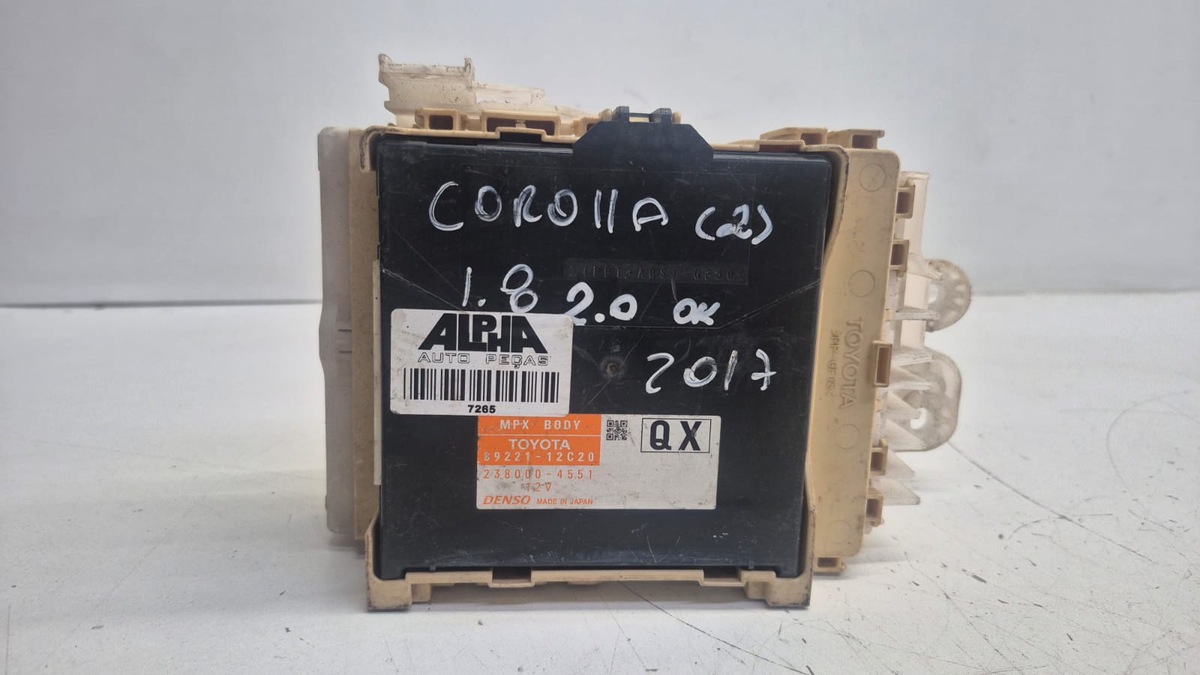 COROllA (2)
1.8 2.0 OK
2017
ALPHA
AUTO PEÇAS
7265
MPX BODY
TOYOTA
89221-12C20
238000-4551
12V
DENSO MADE IN JAPAN
QX
TOYOTA